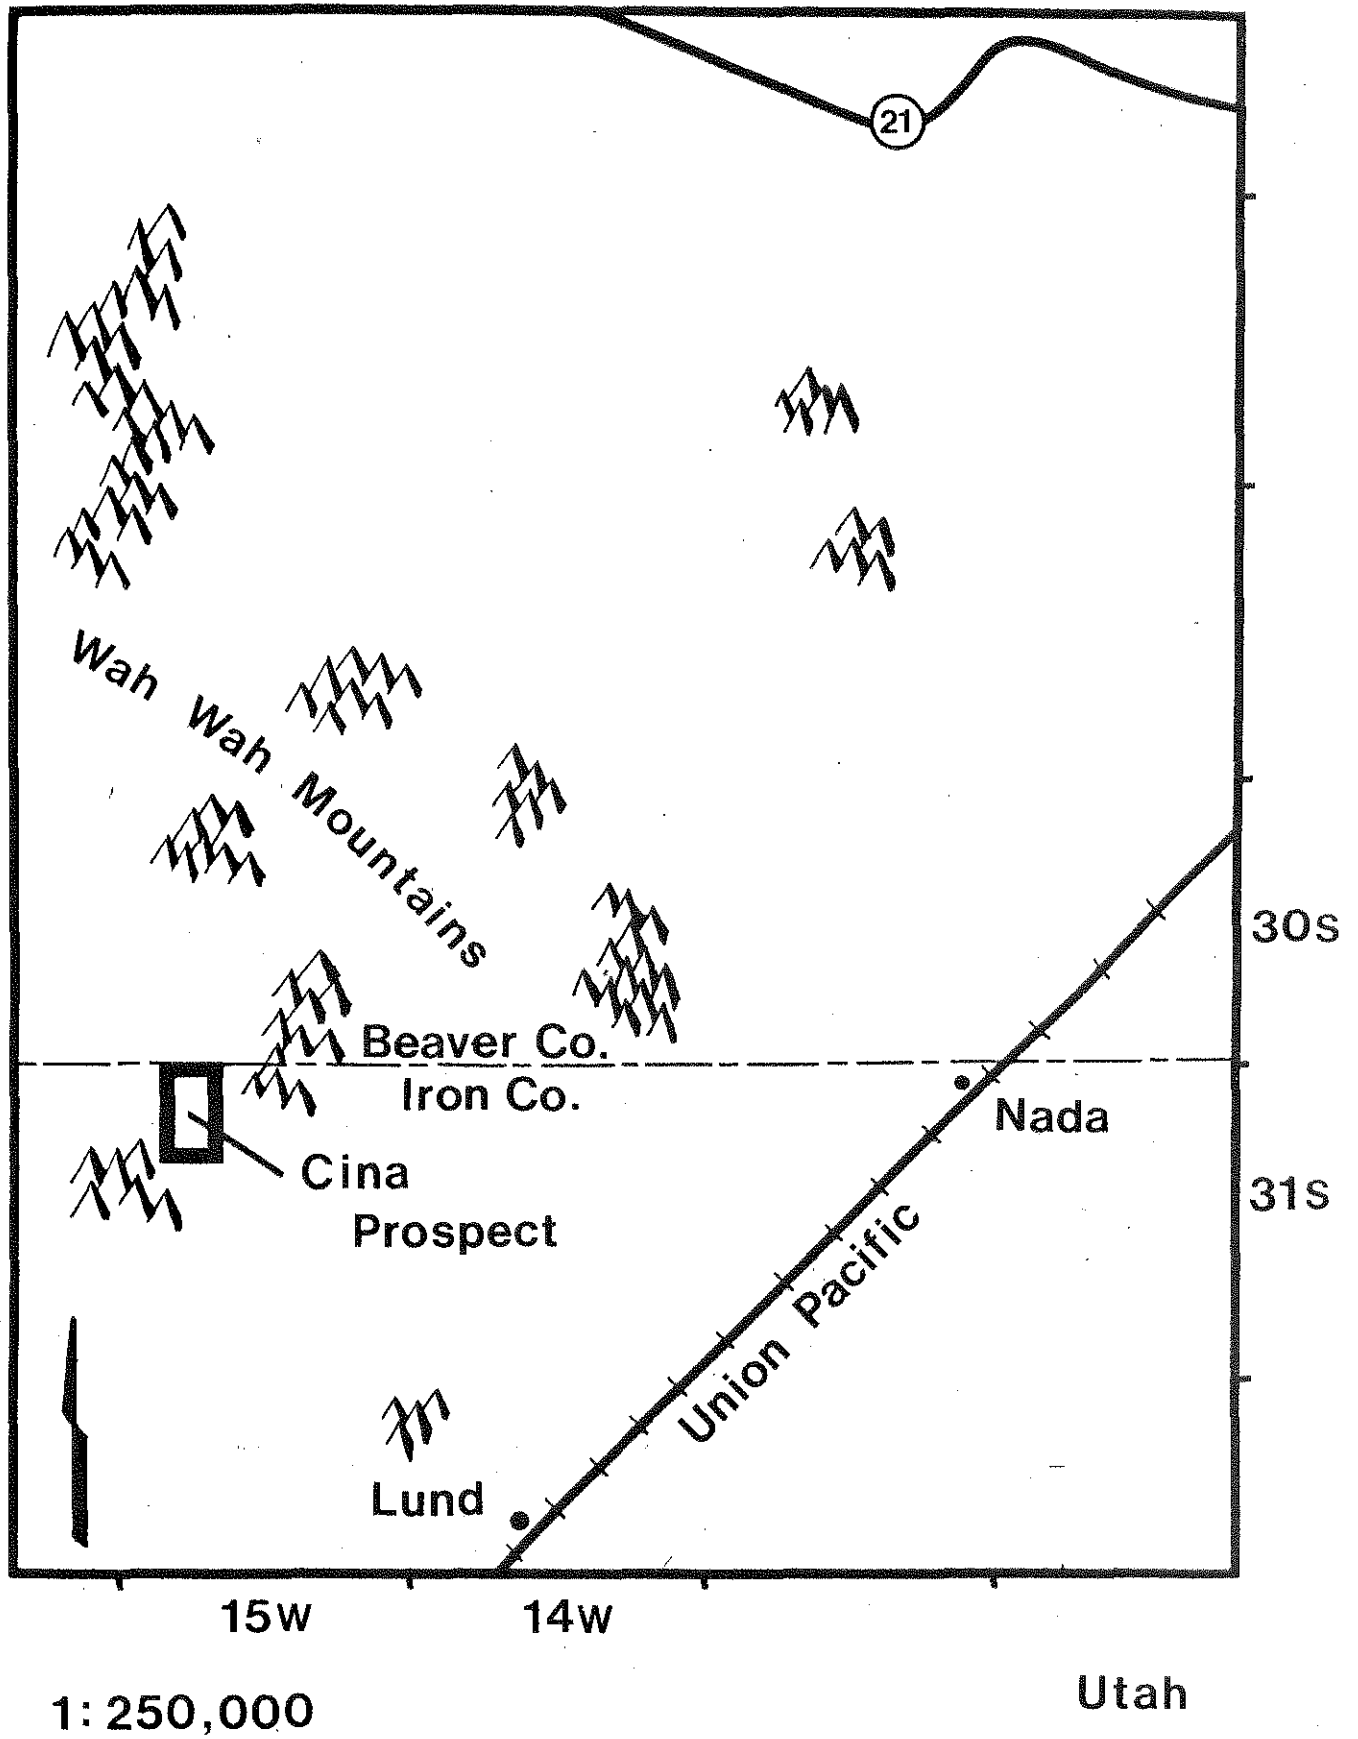 21
Wah Wah Mountains
30S
Beaver Co.
Iron Co.
Nada
Cina
Prospect
31S
Union Pacific
Lund
15W
14W
1:250,000
Utah